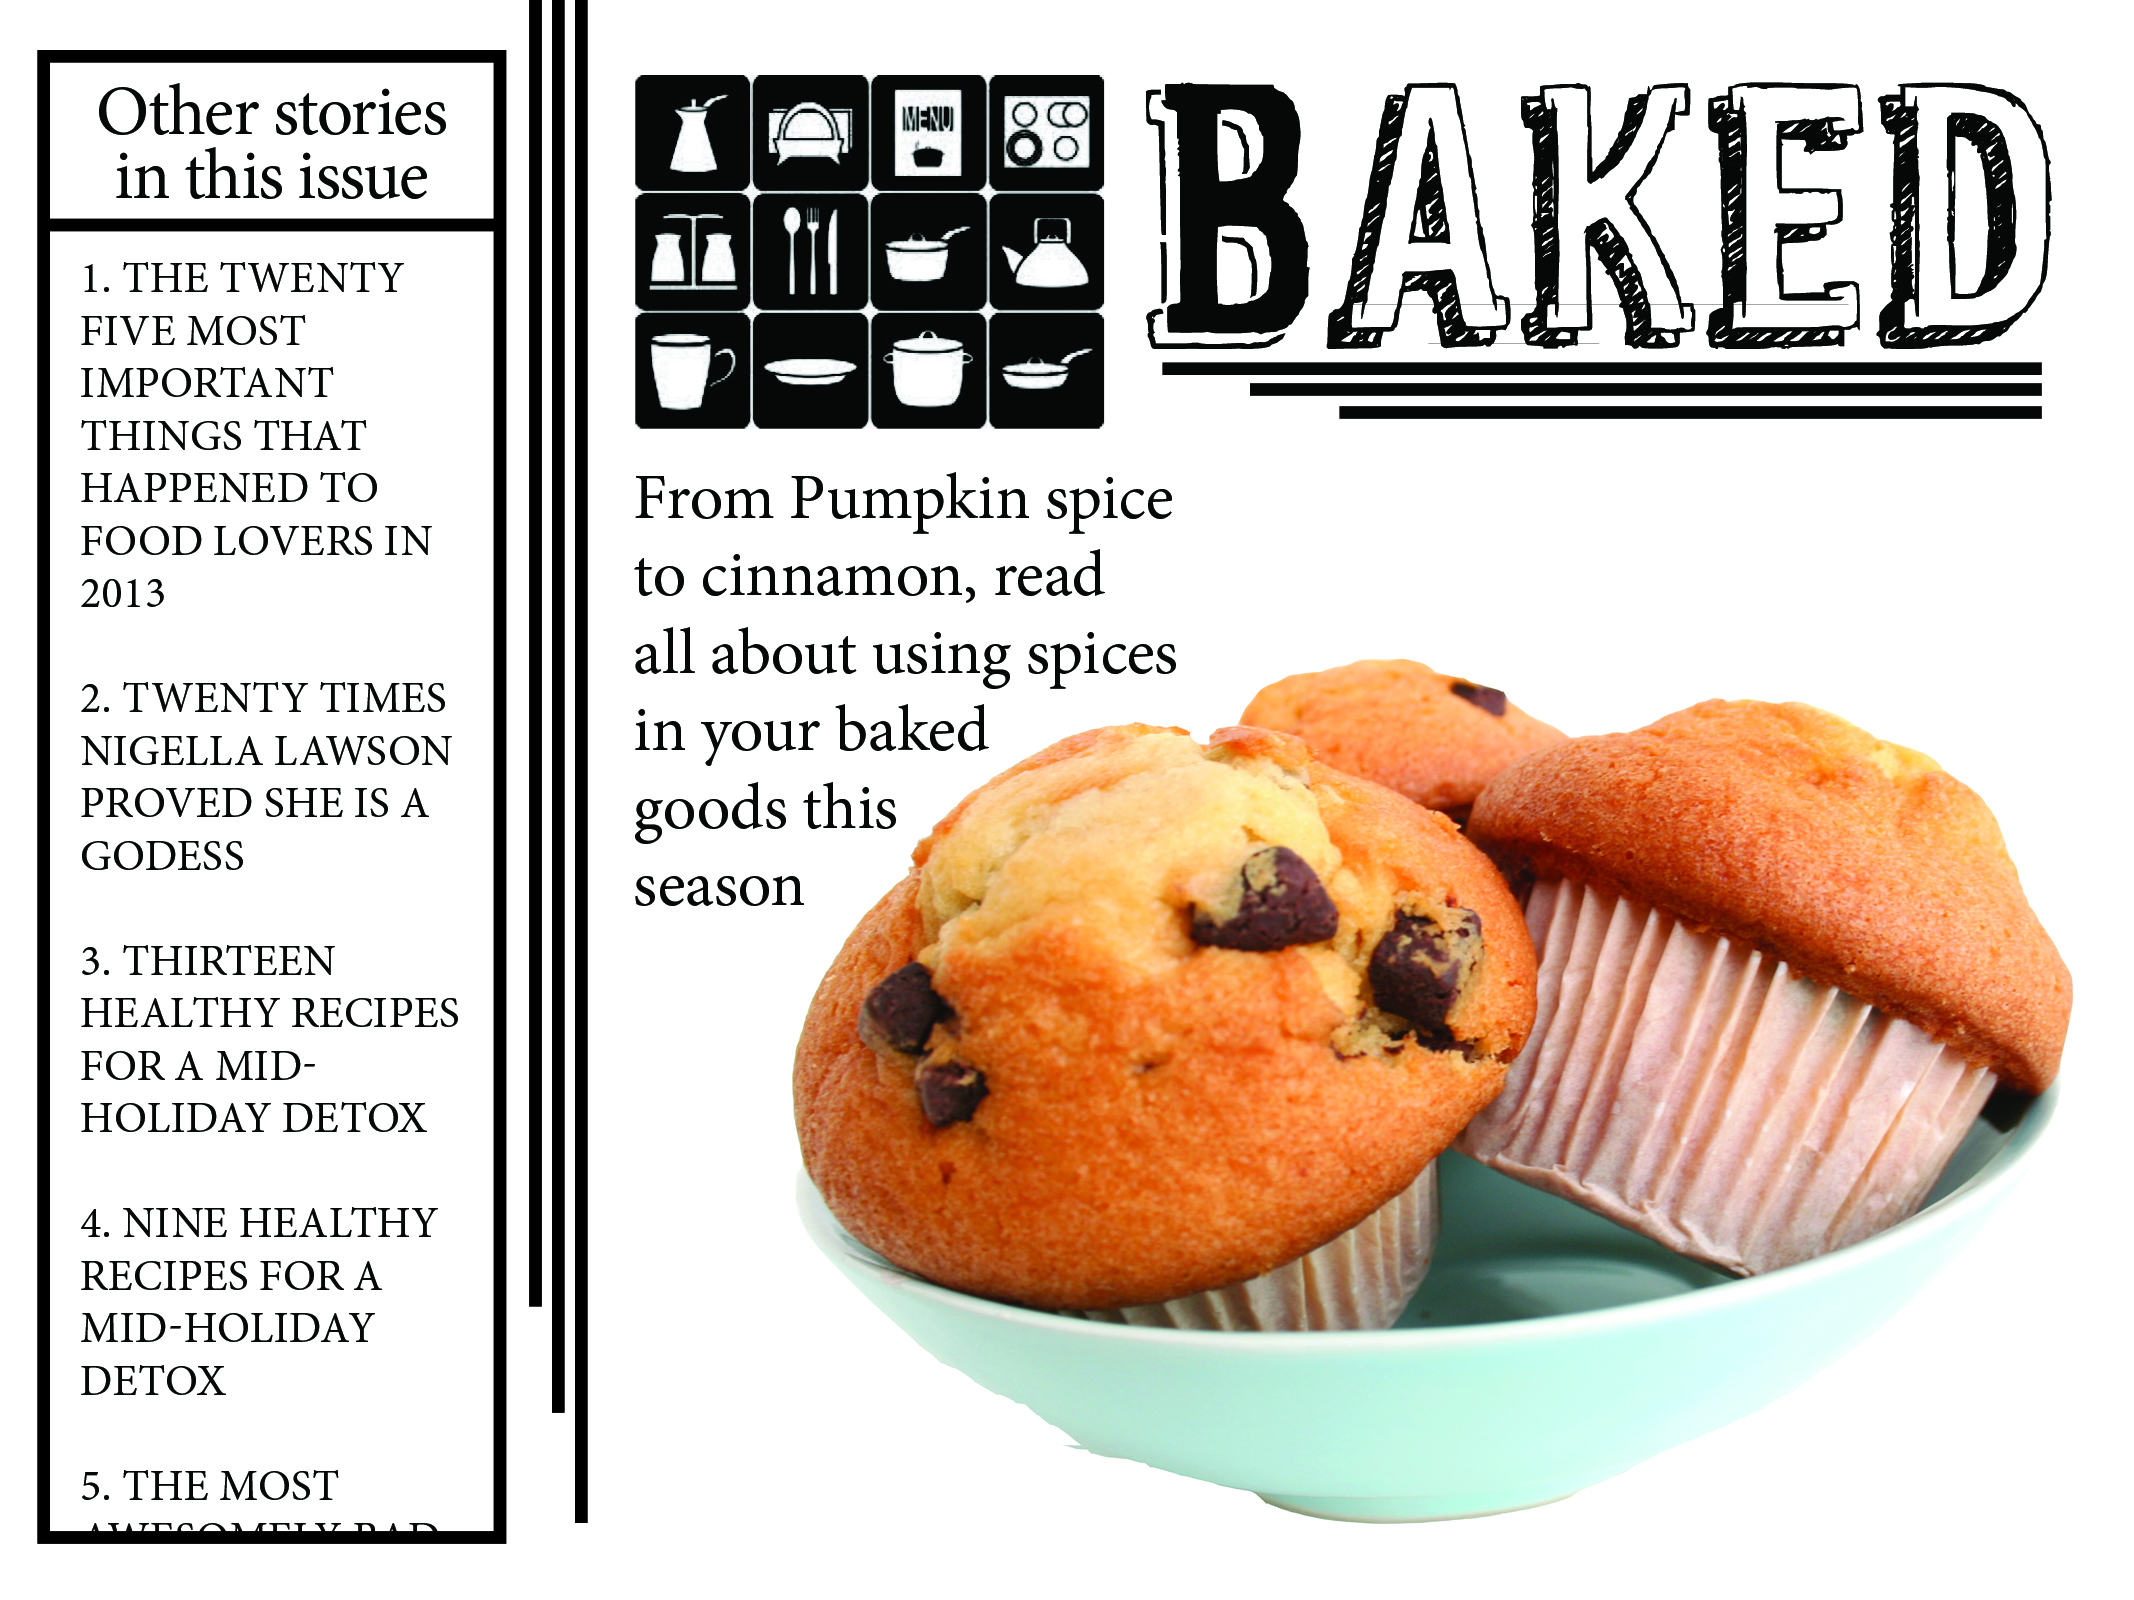 Other stories
in this issue
1. THE TWENTY
FIVE MOST
IMPORTANT
THINGS THAT
HAPPENED TO
FOOD LOVERS IN
2013
2. TWENTY TIMES
NIGELLA LAWSON
PROVED SHE IS A
GODESS
3. THIRTEEN
HEALTHY RECIPES
FOR A MID-
HOLIDAY DETOX
4. NINE HEALTHY
RECIPES FOR A
MID-HOLIDAY
DETOX
5. THE MOST
AWESOMELY BAD
MENU
BAKED
From Pumpkin spice
to cinnamon, read
all about using spices
in your baked
goods this
season